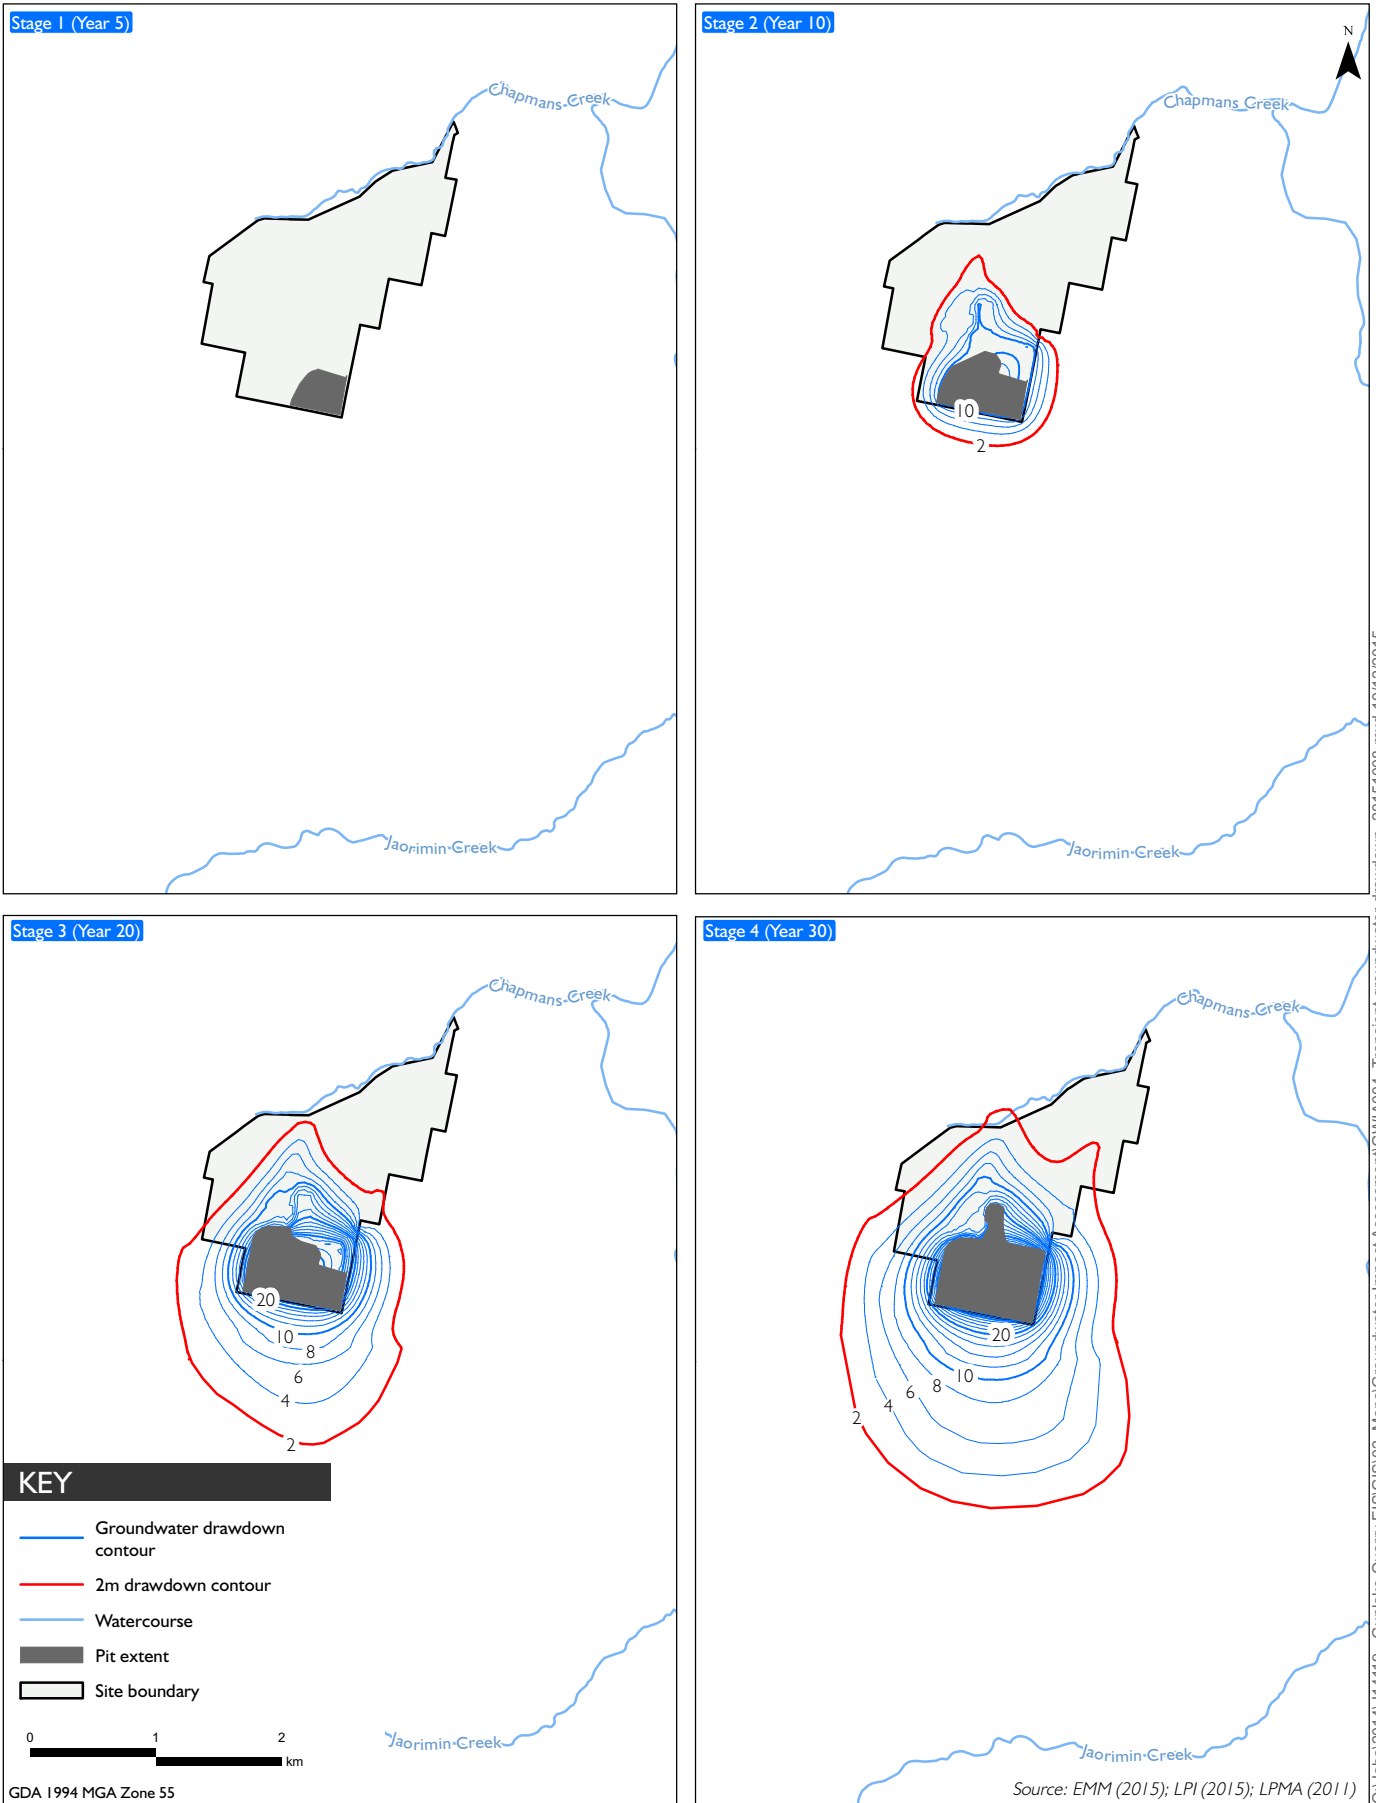 Stage 1 (Year 5)
Chapmans Creek
Jaorimin Creek
Stage 2 (Year 10)
N
Chapmans Creek
10
2
Jaorimin Creek
Stage 3 (Year 20)
Chapmans Creek
20
10
8
6
4
2
KEY
Groundwater drawdown
contour
2m drawdown contour
Watercourse
Pit extent
Site boundary
0 1 2
km
GDA 1994 MGA Zone 55
Jaorimin Creek
Stage 4 (Year 30)
Chapmans Creek
20
10
8
6
4
2
Jaorimin Creek
Source: EMM (2015); LPI (2015); LPMA (2011)